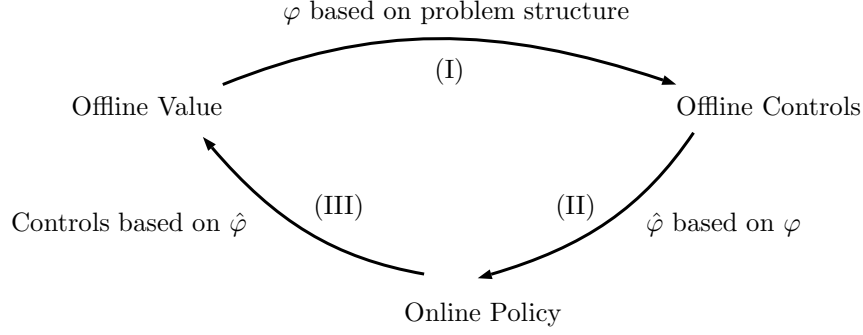 φ based on problem structure
(I)
Offline Value
Offline Controls
(III)
(II)
Controls based on φ̂
φ̂ based on φ
Online Policy